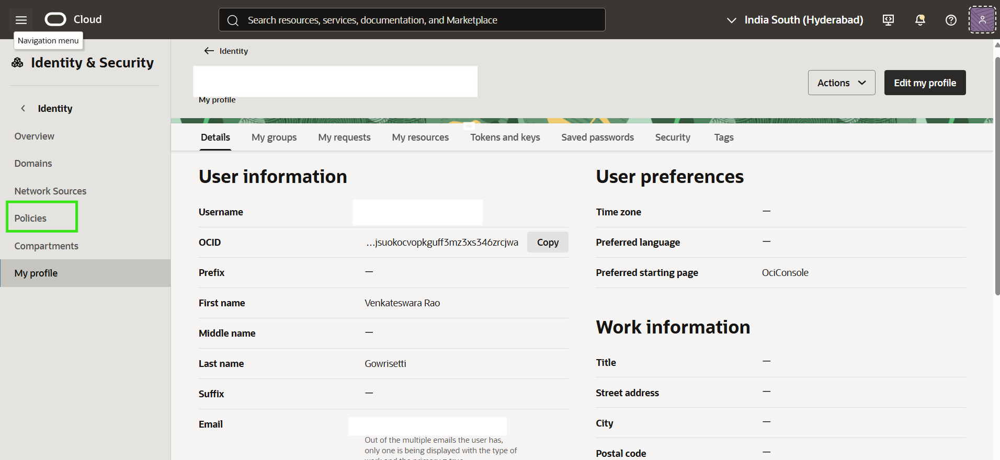 Cloud
Search resources, services, documentation, and Marketplace
India South (Hyderabad)
Navigation menu
Identity & Security
Identity
Overview
Domains
Network Sources
Policies
Compartments
My profile
Identity
My profile
Actions
Edit my profile
Details My groups My requests My resources Tokens and keys Saved passwords Security Tags
User information
Username
OCID ...jsuokocvopkguff3mz3xs346zrcjwa Copy
Prefix —
First name Venkateswara Rao
Middle name —
Last name Gowrisetti
Suffix —
Email
Out of the multiple emails the user has,
only one is being displayed with the type of
User preferences
Time zone —
Preferred language —
Preferred starting page OciConsole
Work information
Title —
Street address —
City —
Postal code —